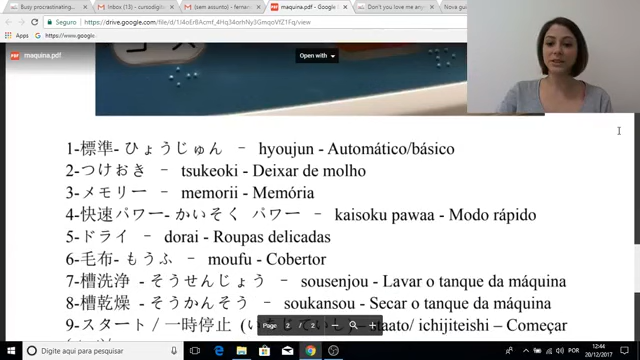 Busy procrastinating
Inbox (13) - cursodigit
(sem assunto) - fernan
maquina.pdf - Google
Don't you love me any
Nova guia
Seguro
https://drive.google.com/file/d/1
/view
Apps
https://www.google
maquina.pdf
Open with
1-標準- ひょうじゅん - hyoujun - Automático/básico
2-つけおき - tsukeoki - Deixar de molho
3-メモリー - memorii - Memória
4-快速パワー- かいそく パワー - kaisoku pawaa - Modo rápido
5-ドライ - dorai - Roupas delicadas
6-毛布- もうふ - moufu - Cobertor
7-槽洗浄 - そうせんじょう - sousenjou - Lavar o tanque da máquina
8-槽乾燥 - そうかんそう - soukansou - Secar o tanque da máquina
9-スタート / 一時停止 ichijiteishi – Começar
Page 2 / 2
Digite aqui para pesquisar
POR
12:44
20/12/2017